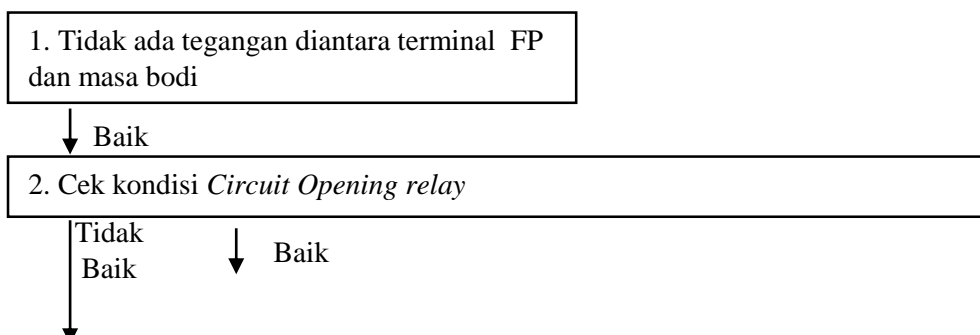 1. Tidak ada tegangan diantara terminal  FP
dan masa bodi
Baik
2. Cek kondisi Circuit Opening relay
Tidak
Baik
Baik